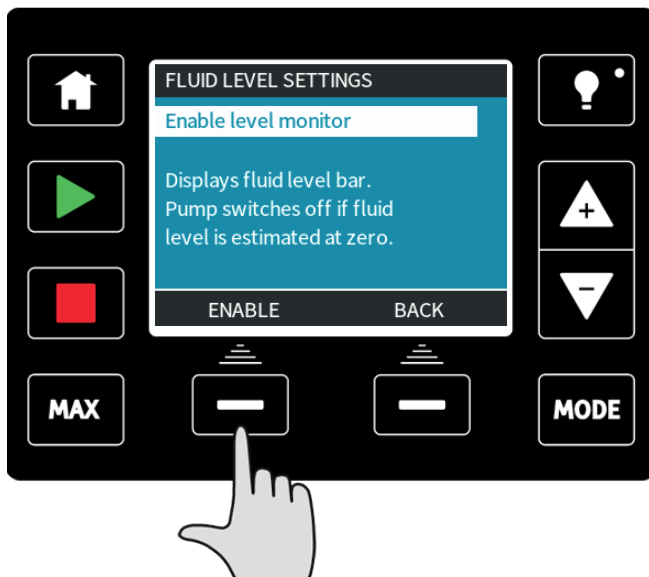 FLUID LEVEL SETTINGS
Enable level monitor
Displays fluid level bar.
Pump switches off if fluid
level is estimated at zero.
ENABLE BACK
MAX
MODE
+
-